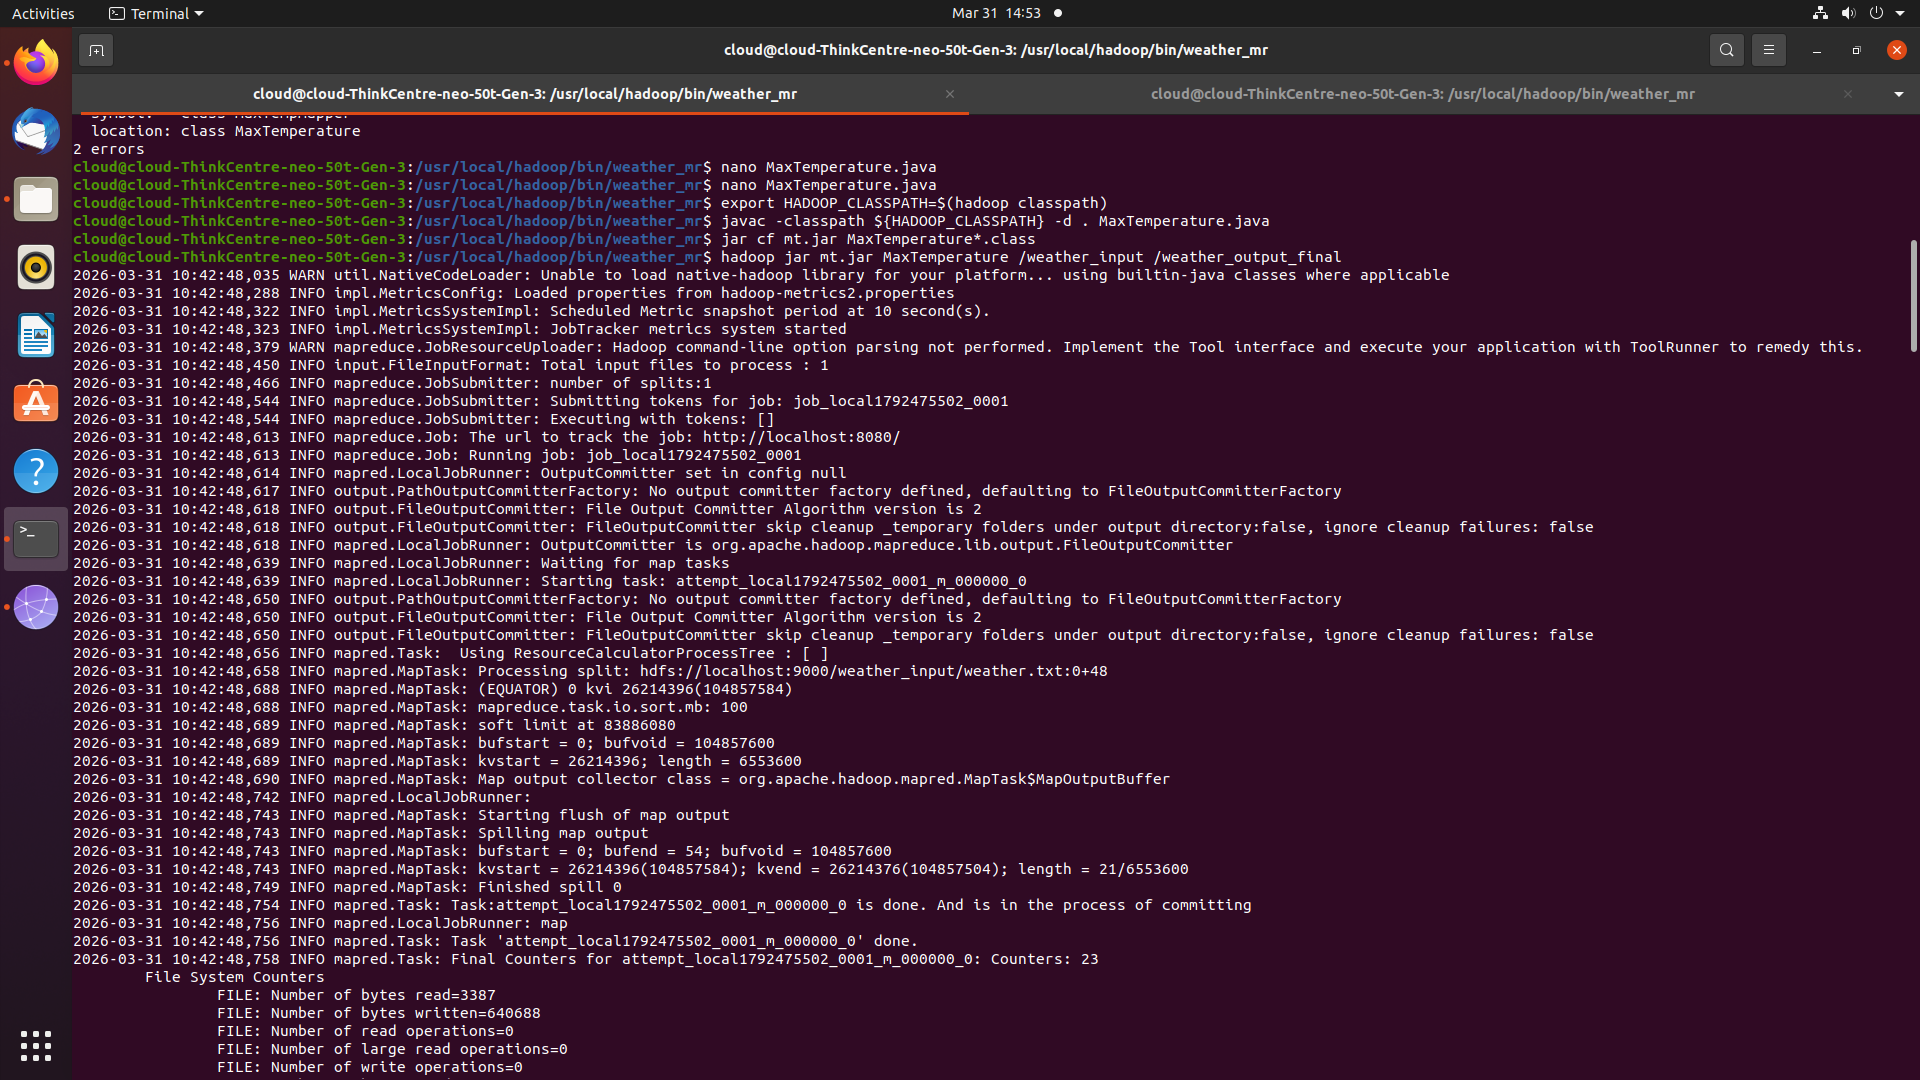 Activities
Terminal
Mar 31 14:53
cloud@cloud-ThinkCentre-neo-50t-Gen-3: /usr/local/hadoop/bin/weather_mr
cloud@cloud-ThinkCentre-neo-50t-Gen-3: /usr/local/hadoop/bin/weather_mr
cloud@cloud-ThinkCentre-neo-50t-Gen-3: /usr/local/hadoop/bin/weather_mr
symbol: class MaxTempMapper
location: class MaxTemperature
2 errors
cloud@cloud-ThinkCentre-neo-50t-Gen-3:/usr/local/hadoop/bin/weather_mr$ nano MaxTemperature.java
cloud@cloud-ThinkCentre-neo-50t-Gen-3:/usr/local/hadoop/bin/weather_mr$ nano MaxTemperature.java
cloud@cloud-ThinkCentre-neo-50t-Gen-3:/usr/local/hadoop/bin/weather_mr$ export HADOOP_CLASSPATH=$(hadoop classpath)
cloud@cloud-ThinkCentre-neo-50t-Gen-3:/usr/local/hadoop/bin/weather_mr$ javac -classpath ${HADOOP_CLASSPATH} -d . MaxTemperature.java
cloud@cloud-ThinkCentre-neo-50t-Gen-3:/usr/local/hadoop/bin/weather_mr$ jar cf mt.jar MaxTemperature*.class
cloud@cloud-ThinkCentre-neo-50t-Gen-3:/usr/local/hadoop/bin/weather_mr$ hadoop jar mt.jar MaxTemperature /weather_input /weather_output_final
2026-03-31 10:42:48,035 WARN util.NativeCodeLoader: Unable to load native-hadoop library for your platform... using builtin-java classes where applicable
2026-03-31 10:42:48,288 INFO impl.MetricsConfig: Loaded properties from hadoop-metrics2.properties
2026-03-31 10:42:48,322 INFO impl.MetricsSystemImpl: Scheduled Metric snapshot period at 10 second(s).
2026-03-31 10:42:48,323 INFO impl.MetricsSystemImpl: JobTracker metrics system started
2026-03-31 10:42:48,379 WARN mapreduce.JobResourceUploader: Hadoop command-line option parsing not performed. Implement the Tool interface and execute your application with ToolRunner to remedy this.
2026-03-31 10:42:48,450 INFO input.FileInputFormat: Total input files to process : 1
2026-03-31 10:42:48,466 INFO mapreduce.JobSubmitter: number of splits:1
2026-03-31 10:42:48,544 INFO mapreduce.JobSubmitter: Submitting tokens for job: job_local1792475502_0001
2026-03-31 10:42:48,544 INFO mapreduce.JobSubmitter: Executing with tokens: []
2026-03-31 10:42:48,613 INFO mapreduce.Job: The url to track the job: http://localhost:8080/
2026-03-31 10:42:48,613 INFO mapreduce.Job: Running job: job_local1792475502_0001
2026-03-31 10:42:48,614 INFO mapred.LocalJobRunner: OutputCommitter set in config null
2026-03-31 10:42:48,617 INFO output.PathOutputCommitterFactory: No output committer factory defined, defaulting to FileOutputCommitterFactory
2026-03-31 10:42:48,618 INFO output.FileOutputCommitter: File Output Committer Algorithm version is 2
2026-03-31 10:42:48,618 INFO output.FileOutputCommitter: FileOutputCommitter skip cleanup _temporary folders under output directory:false, ignore cleanup failures: false
2026-03-31 10:42:48,618 INFO mapred.LocalJobRunner: OutputCommitter is org.apache.hadoop.mapreduce.lib.output.FileOutputCommitter
2026-03-31 10:42:48,639 INFO mapred.LocalJobRunner: Waiting for map tasks
2026-03-31 10:42:48,639 INFO mapred.LocalJobRunner: Starting task: attempt_local1792475502_0001_m_000000_0
2026-03-31 10:42:48,650 INFO output.PathOutputCommitterFactory: No output committer factory defined, defaulting to FileOutputCommitterFactory
2026-03-31 10:42:48,650 INFO output.FileOutputCommitter: File Output Committer Algorithm version is 2
2026-03-31 10:42:48,650 INFO output.FileOutputCommitter: FileOutputCommitter skip cleanup _temporary folders under output directory:false, ignore cleanup failures: false
2026-03-31 10:42:48,656 INFO mapred.Task:  Using ResourceCalculatorProcessTree : [ ]
2026-03-31 10:42:48,658 INFO mapred.MapTask: Processing split: hdfs://localhost:9000/weather_input/weather.txt:0+48
2026-03-31 10:42:48,688 INFO mapred.MapTask: (EQUATOR) 0 kvi 26214396(104857584)
2026-03-31 10:42:48,688 INFO mapred.MapTask: mapreduce.task.io.sort.mb: 100
2026-03-31 10:42:48,689 INFO mapred.MapTask: soft limit at 83886080
2026-03-31 10:42:48,689 INFO mapred.MapTask: bufstart = 0; bufvoid = 104857600
2026-03-31 10:42:48,689 INFO mapred.MapTask: kvstart = 26214396; length = 6553600
2026-03-31 10:42:48,690 INFO mapred.MapTask: Map output collector class = org.apache.hadoop.mapred.MapTask$MapOutputBuffer
2026-03-31 10:42:48,742 INFO mapred.LocalJobRunner:
2026-03-31 10:42:48,743 INFO mapred.MapTask: Starting flush of map output
2026-03-31 10:42:48,743 INFO mapred.MapTask: Spilling map output
2026-03-31 10:42:48,743 INFO mapred.MapTask: bufstart = 0; bufend = 54; bufvoid = 104857600
2026-03-31 10:42:48,743 INFO mapred.MapTask: kvstart = 26214396(104857584); kvend = 26214376(104857504); length = 21/6553600
2026-03-31 10:42:48,749 INFO mapred.MapTask: Finished spill 0
2026-03-31 10:42:48,754 INFO mapred.Task: Task:attempt_local1792475502_0001_m_000000_0 is done. And is in the process of committing
2026-03-31 10:42:48,756 INFO mapred.LocalJobRunner: map
2026-03-31 10:42:48,756 INFO mapred.Task: Task 'attempt_local1792475502_0001_m_000000_0' done.
2026-03-31 10:42:48,758 INFO mapred.Task: Final Counters for attempt_local1792475502_0001_m_000000_0: Counters: 23
File System Counters
FILE: Number of bytes read=3387
FILE: Number of bytes written=640688
FILE: Number of read operations=0
FILE: Number of large read operations=0
FILE: Number of write operations=0